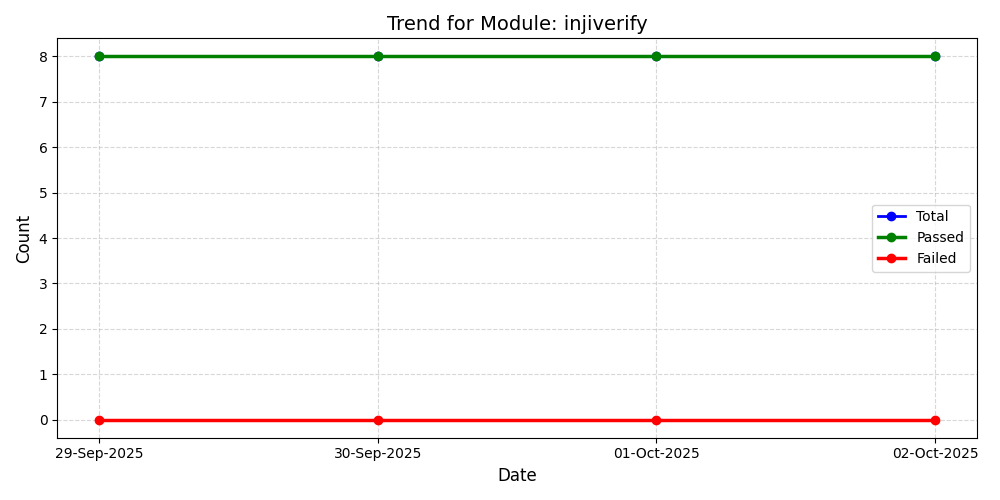 Trend for Module: injiverify
Count
8
7
6
5
4
3
2
1
0
Total
Passed
Failed
29-Sep-2025 30-Sep-2025 01-Oct-2025 02-Oct-2025
Date